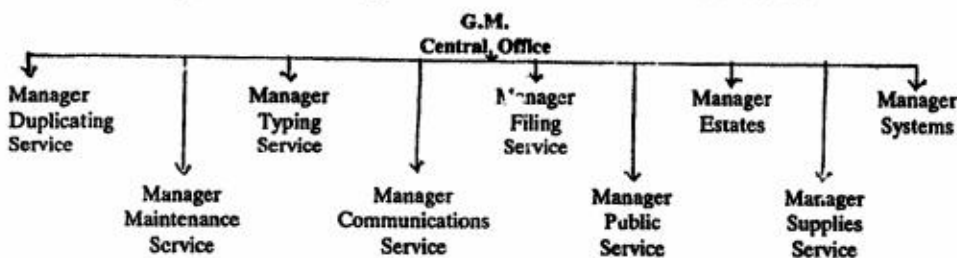 G.M.
Central Office
Manager
Duplicating
Service
Manager
Typing
Service
Manager
Filing
Service
Manager
Estates
Manager
Systems
Manager
Maintenance
Service
Manager
Communications
Service
Manager
Public
Service
Manager
Supplies
Service